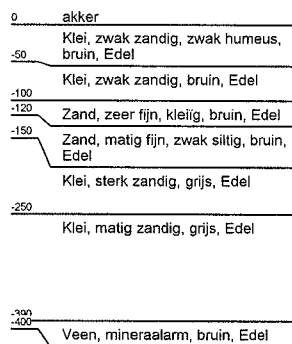 0 akker
Klei, zwak zandig, zwak humeus,
bruin, Edel
-50
Klei, zwak zandig, bruin, Edel
-100
-120 Zand, zeer fijn, kleiïg, bruin, Edel
-150 Zand, matig fijn, zwak siltig, bruin,
Edel
Klei, sterk zandig, grijs, Edel
-250
Klei, matig zandig, grijs, Edel
-390
-400
Veen, mineraalarm, bruin, Edel